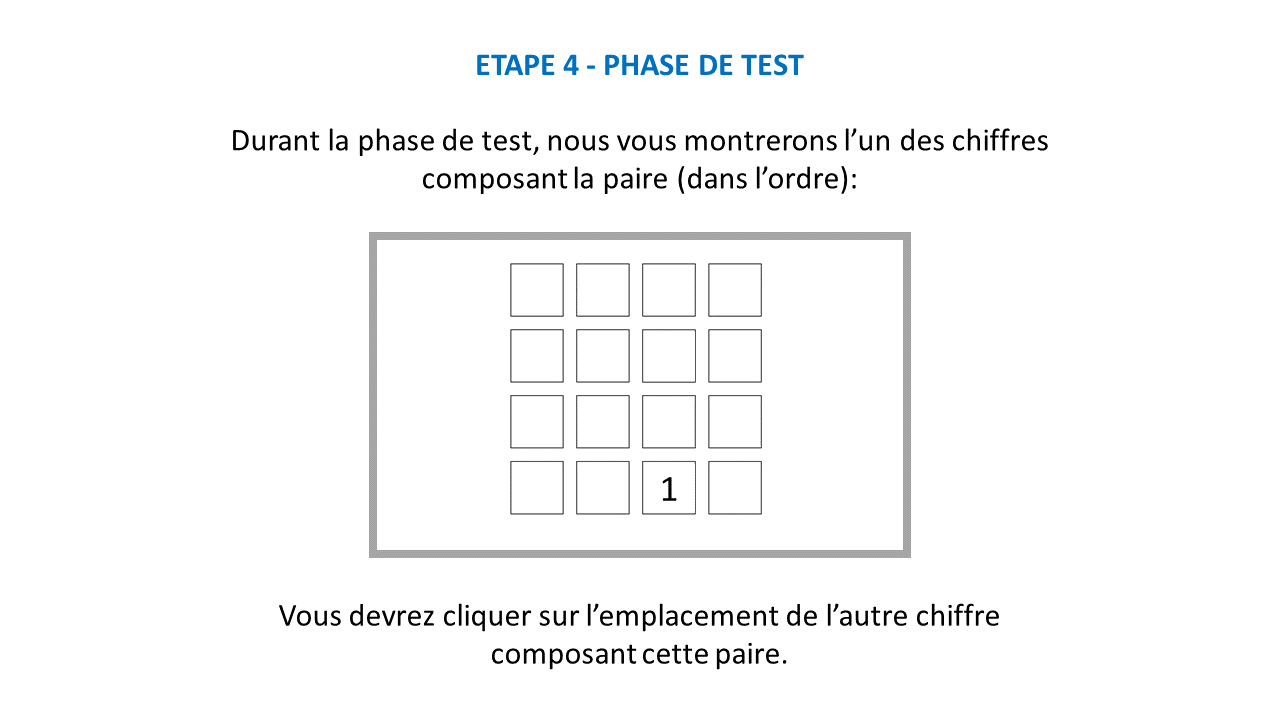 ETAPE 4 - PHASE DE TEST
Durant la phase de test, nous vous montrerons l’un des chiffres
composant la paire (dans l’ordre):
1
Vous devrez cliquer sur l’emplacement de l’autre chiffre
composant cette paire.